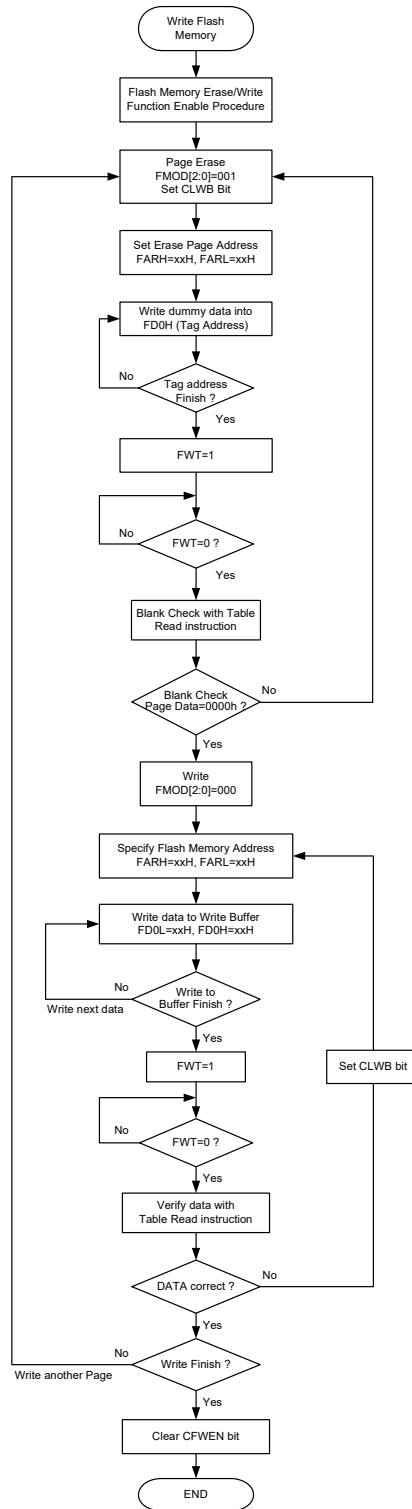 Write Flash
Memory
Flash Memory Erase/Write
Function Enable Procedure
Page Erase
FMOD[2:0]=001
Set CLWB Bit
Set Erase Page Address
FARH=xxH, FARL=xxH
Write dummy data into
FD0H (Tag Address)
No
Tag address
Finish ?
Yes
FWT=1
No
FWT=0 ?
Yes
Blank Check with Table
Read instruction
Blank Check
Page Data=0000h ?
No
Yes
Write
FMOD[2:0]=000
Specify Flash Memory Address
FARH=xxH, FARL=xxH
Write data to Write Buffer
FD0L=xxH, FD0H=xxH
No
Write next data
Write to
Buffer Finish ?
Yes
FWT=1
Set CLWB bit
No
FWT=0 ?
Yes
Verify data with
Table Read instruction
DATA correct ?
No
Yes
No
Write another Page
Write Finish ?
Yes
Clear CFWEN bit
END